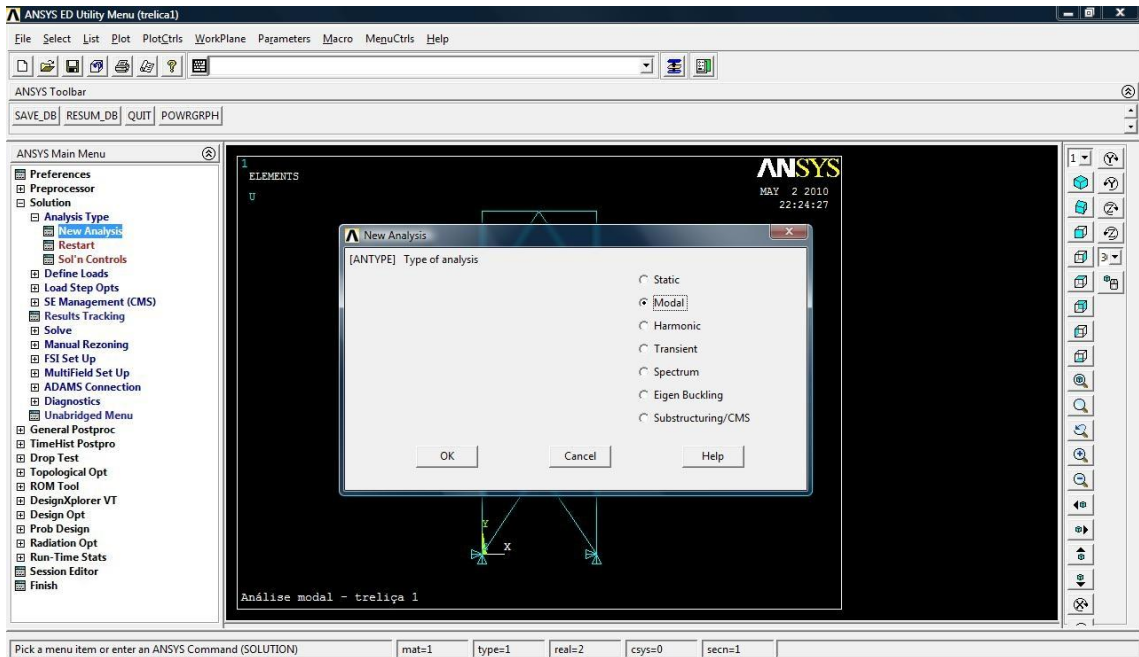 ANSYS ED Utility Menu (trelica1)
File Select List Plot PlotCtrls WorkPlane Parameters Macro MenuCtrls Help
ANSYS Toolbar
SAVE_DB RESUM_DB QUIT POWRGRPH
ANSYS Main Menu
Preferences
Preprocessor
Solution
Analysis Type
New Analysis
Restart
Sol'n Controls
Define Loads
Load Step Opts
SE Management (CMS)
Results Tracking
Solve
Manual Rezoning
FSI Set Up
MultiField Set Up
ADAMS Connection
Diagnostics
Unabridged Menu
General Postproc
TimeHist Postpro
Drop Test
Topological Opt
ROM Tool
DesignXplorer VT
Design Opt
Prob Design
Radiation Opt
Run-Time Stats
Session Editor
Finish
1
ELEMENTS
U
ANSYS
MAY 2 2010
22:24:27
New Analysis
[ANTYPE] Type of analysis
Static
Modal
Harmonic
Transient
Spectrum
Eigen Buckling
Substructuring/CMS
OK Cancel Help
Y
X
Análise modal - treliça 1
1
Pick a menu item or enter an ANSYS Command (SOLUTION) mat=1 type=1 real=2 csys=0 secn=1